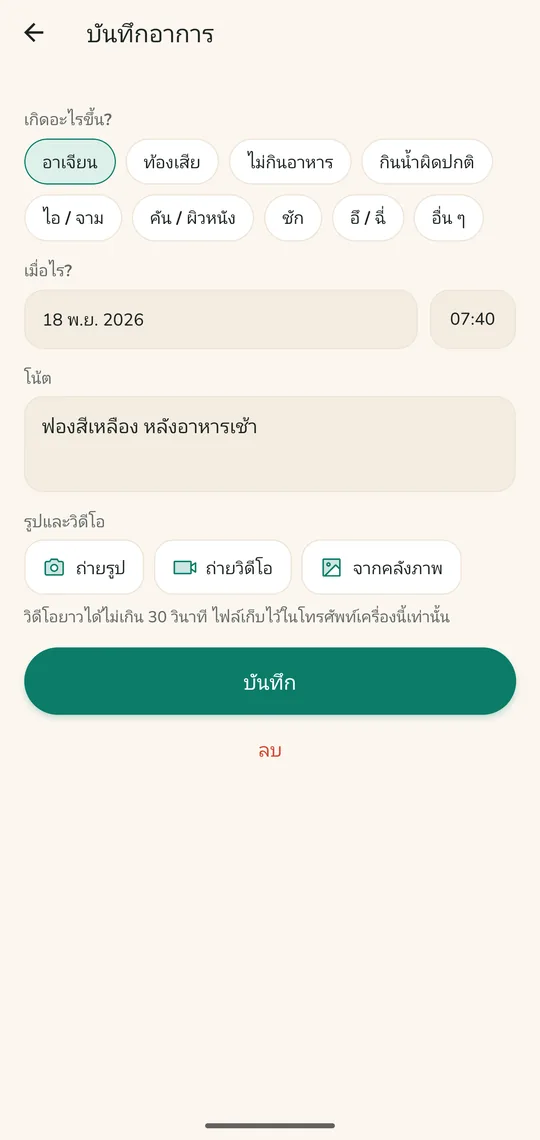 บันทึกอาการ
เกิดอะไรขึ้น?
อาเจียน ท้องเสีย ไม่กินอาหาร กินน้ำผิดปกติ
ไอ / จาม คัน / ผิวหนัง ชัก อึ / ฉี่ อื่น ๆ
เมื่อไร?
18 พ.ย. 2026 07:40
โน้ต
ฟองสีเหลือง หลังอาหารเช้า
รูปและวิดีโอ
ถ่ายรูป ถ่ายวิดีโอ จากคลังภาพ
วิดีโอยาวได้ไม่เกิน 30 วินาที ไฟล์เก็บไว้ในโทรศัพท์เครื่องนี้เท่านั้น
บันทึก
ลบ